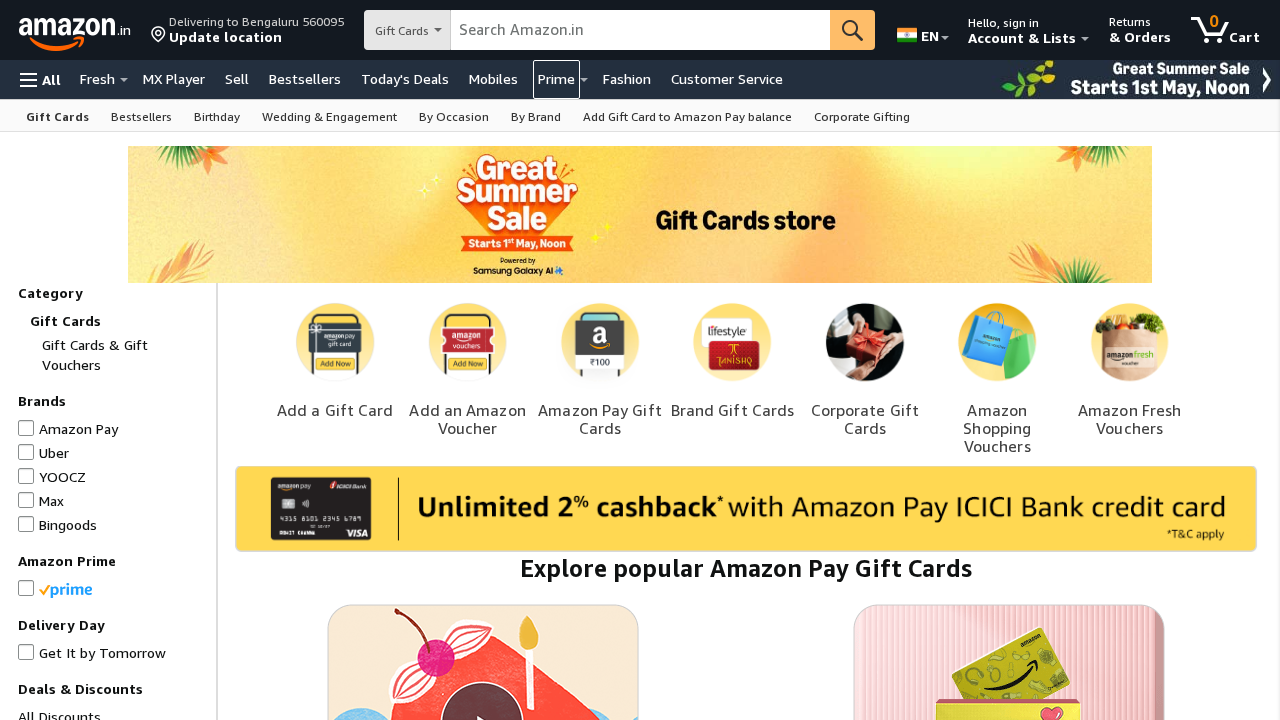 amazon.in
Delivering to Bengaluru 560095
Update location
Gift Cards
Search Amazon.in
EN
Hello, sign in
Account & Lists
Returns
& Orders
0
Cart
All
Fresh
MX Player
Sell
Bestsellers
Today's Deals
Mobiles
Prime
Fashion
Customer Service
Great Summer Sale
Starts 1st May, Noon
Gift Cards
Bestsellers
Birthday
Wedding & Engagement
By Occasion
By Brand
Add Gift Card to Amazon Pay balance
Corporate Gifting
Great
Summer
Sale
Starts 1st May, Noon
Powered by
Samsung Galaxy AI
Gift Cards store
Category
Gift Cards
Gift Cards & Gift
Vouchers
Brands
Amazon Pay
Uber
YOOCZ
Max
Bingoods
Amazon Prime
prime
Delivery Day
Get It by Tomorrow
Deals & Discounts
All Discounts
amazon pay
gift card
Add Now
Add a Gift Card
amazon
vouchers
Add Now
Add an Amazon
Voucher
a
₹100
Amazon Pay Gift
Cards
lifestyle
TANISHQ
Brand Gift Cards
Corporate Gift
Cards
Amazon
Shopping
Vouchers
amazonfresh
voucher
Amazon Fresh
Vouchers
amazon pay
ICICI Bank
4315 8101 2345 6789
VISA
Unlimited 2% cashback* with Amazon Pay ICICI Bank credit card
*T&C apply
Explore popular Amazon Pay Gift Cards
amazon